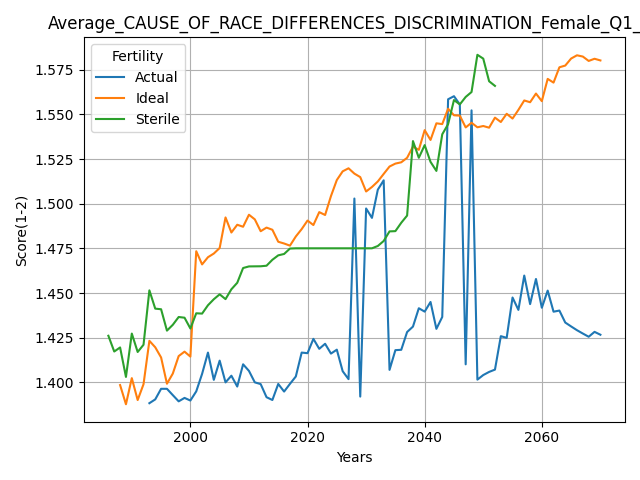 Average_CAUSE_OF_RACE_DIFFERENCES_DISCRIMINATION_Female_Q1_
Fertility
Actual
Ideal
Sterile
Score(1-2)
1.575
1.550
1.525
1.500
1.475
1.450
1.425
1.400
2000
2020
2040
2060
Years